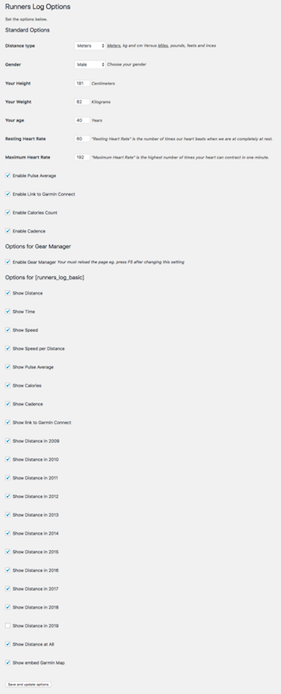 Runners Log Options
Set the options below.
Standard Options
Distance type Meters Meters, kg and cm Versus Miles, pounds, feets and inces
Gender Male Choose your gender
Your Height 181 Centimeters
Your Weight 82 Kilograms
Your age 40 Years
Resting Heart Rate 60 "Resting Heart Rate" is the number of times our heart beats when we are at completely at rest.
Maximum Heart Rate 192 "Maximum Heart Rate" is the highest number of times your heart can contract in one minute.
Enable Pulse Average
Enable Link to Garmin Connect
Enable Calories Count
Enable Cadence
Options for Gear Manager
Enable Gear Manager Your must reload the page eg. press F5 after changing this setting
Options for [runners_log_basic]
Show Distance
Show Time
Show Speed
Show Speed per Distance
Show Pulse Average
Show Calories
Show Cadence
Show link to Garmin Connect
Show Distance in 2009
Show Distance in 2010
Show Distance in 2011
Show Distance in 2012
Show Distance in 2013
Show Distance in 2014
Show Distance in 2015
Show Distance in 2016
Show Distance in 2017
Show Distance in 2018
Show Distance in 2019
Show Distance at All
Show embed Garmin Map
Save and update options